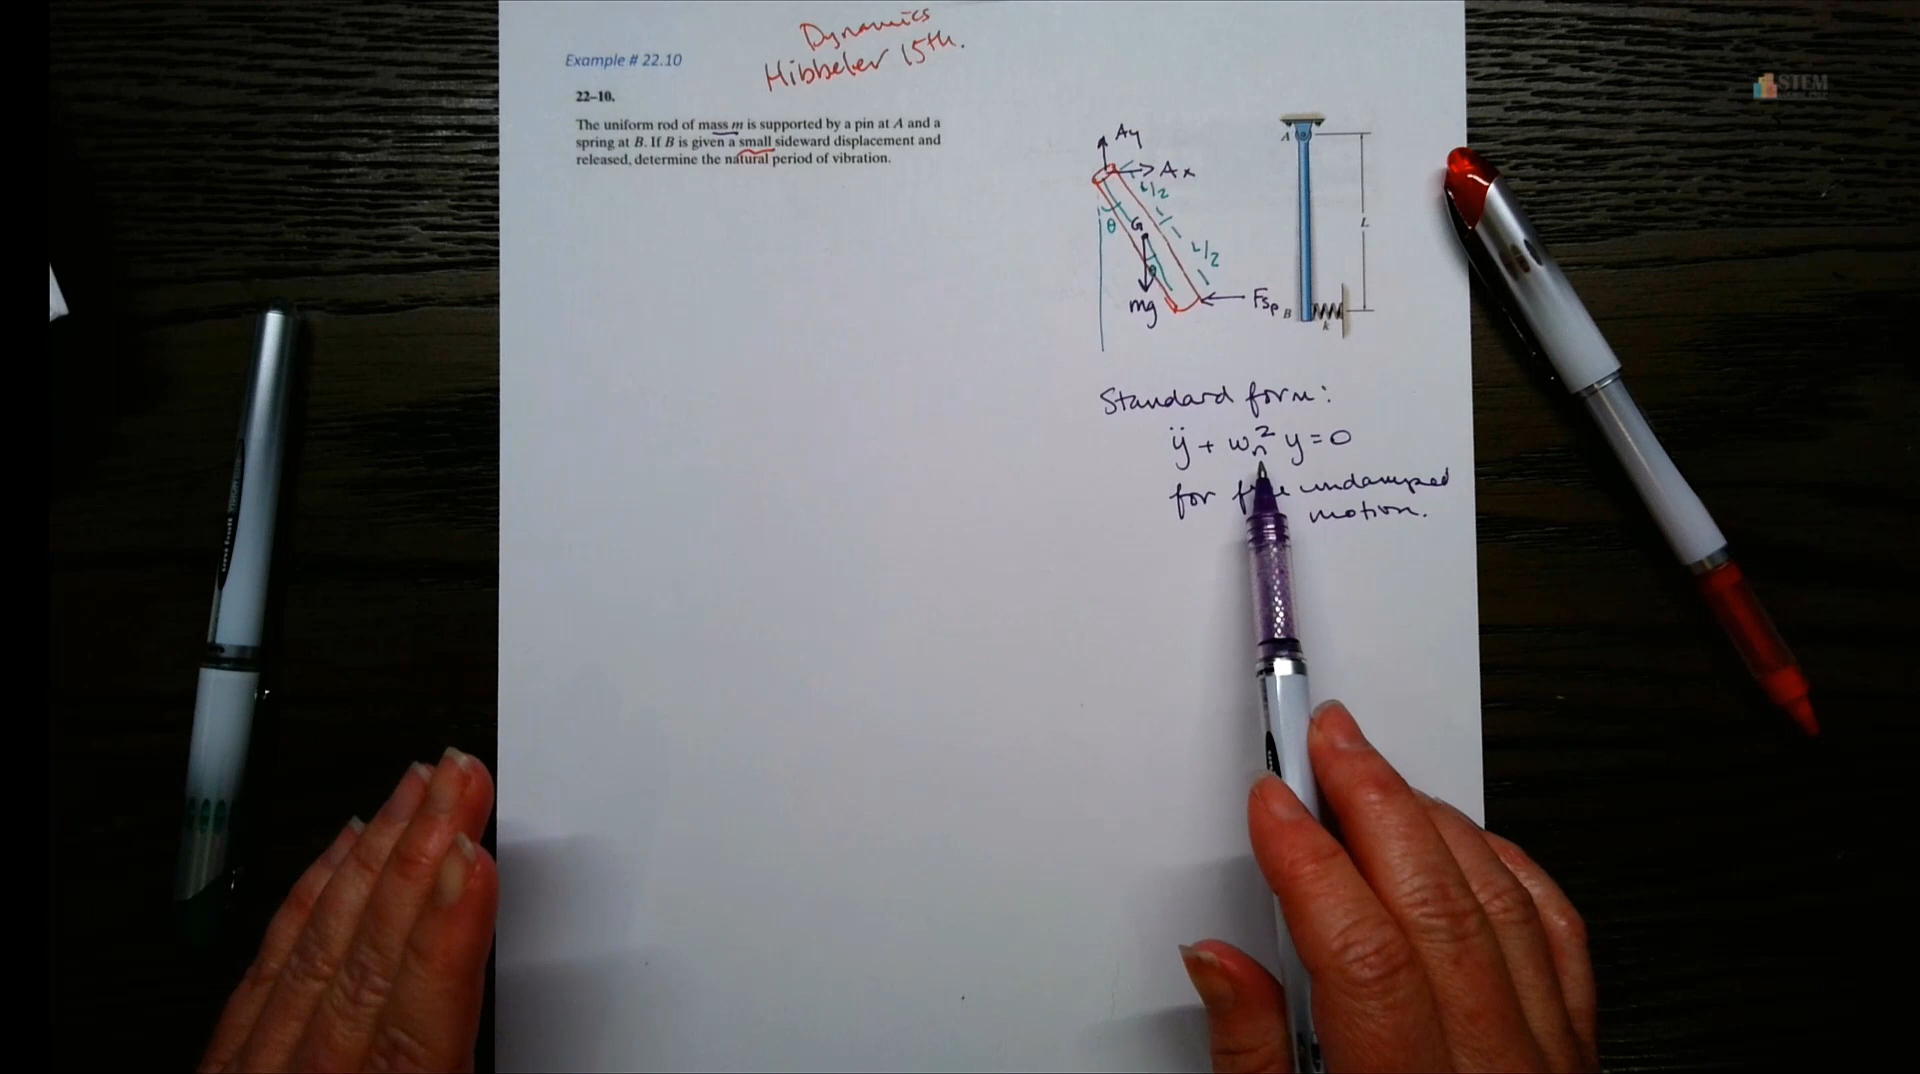 Dynamics
Hibbeler 15th.
Example # 22.10
22–10.
The uniform rod of mass m is supported by a pin at A and a
spring at B. If B is given a small sideward displacement and
released, determine the natural period of vibration.
STEM
Ay
Ax
L/2
θ
G
L/2
θ
mg
Fsp
A
L
B
k
Standard form:
ÿ + ωn² y = 0
for undamped
motion.